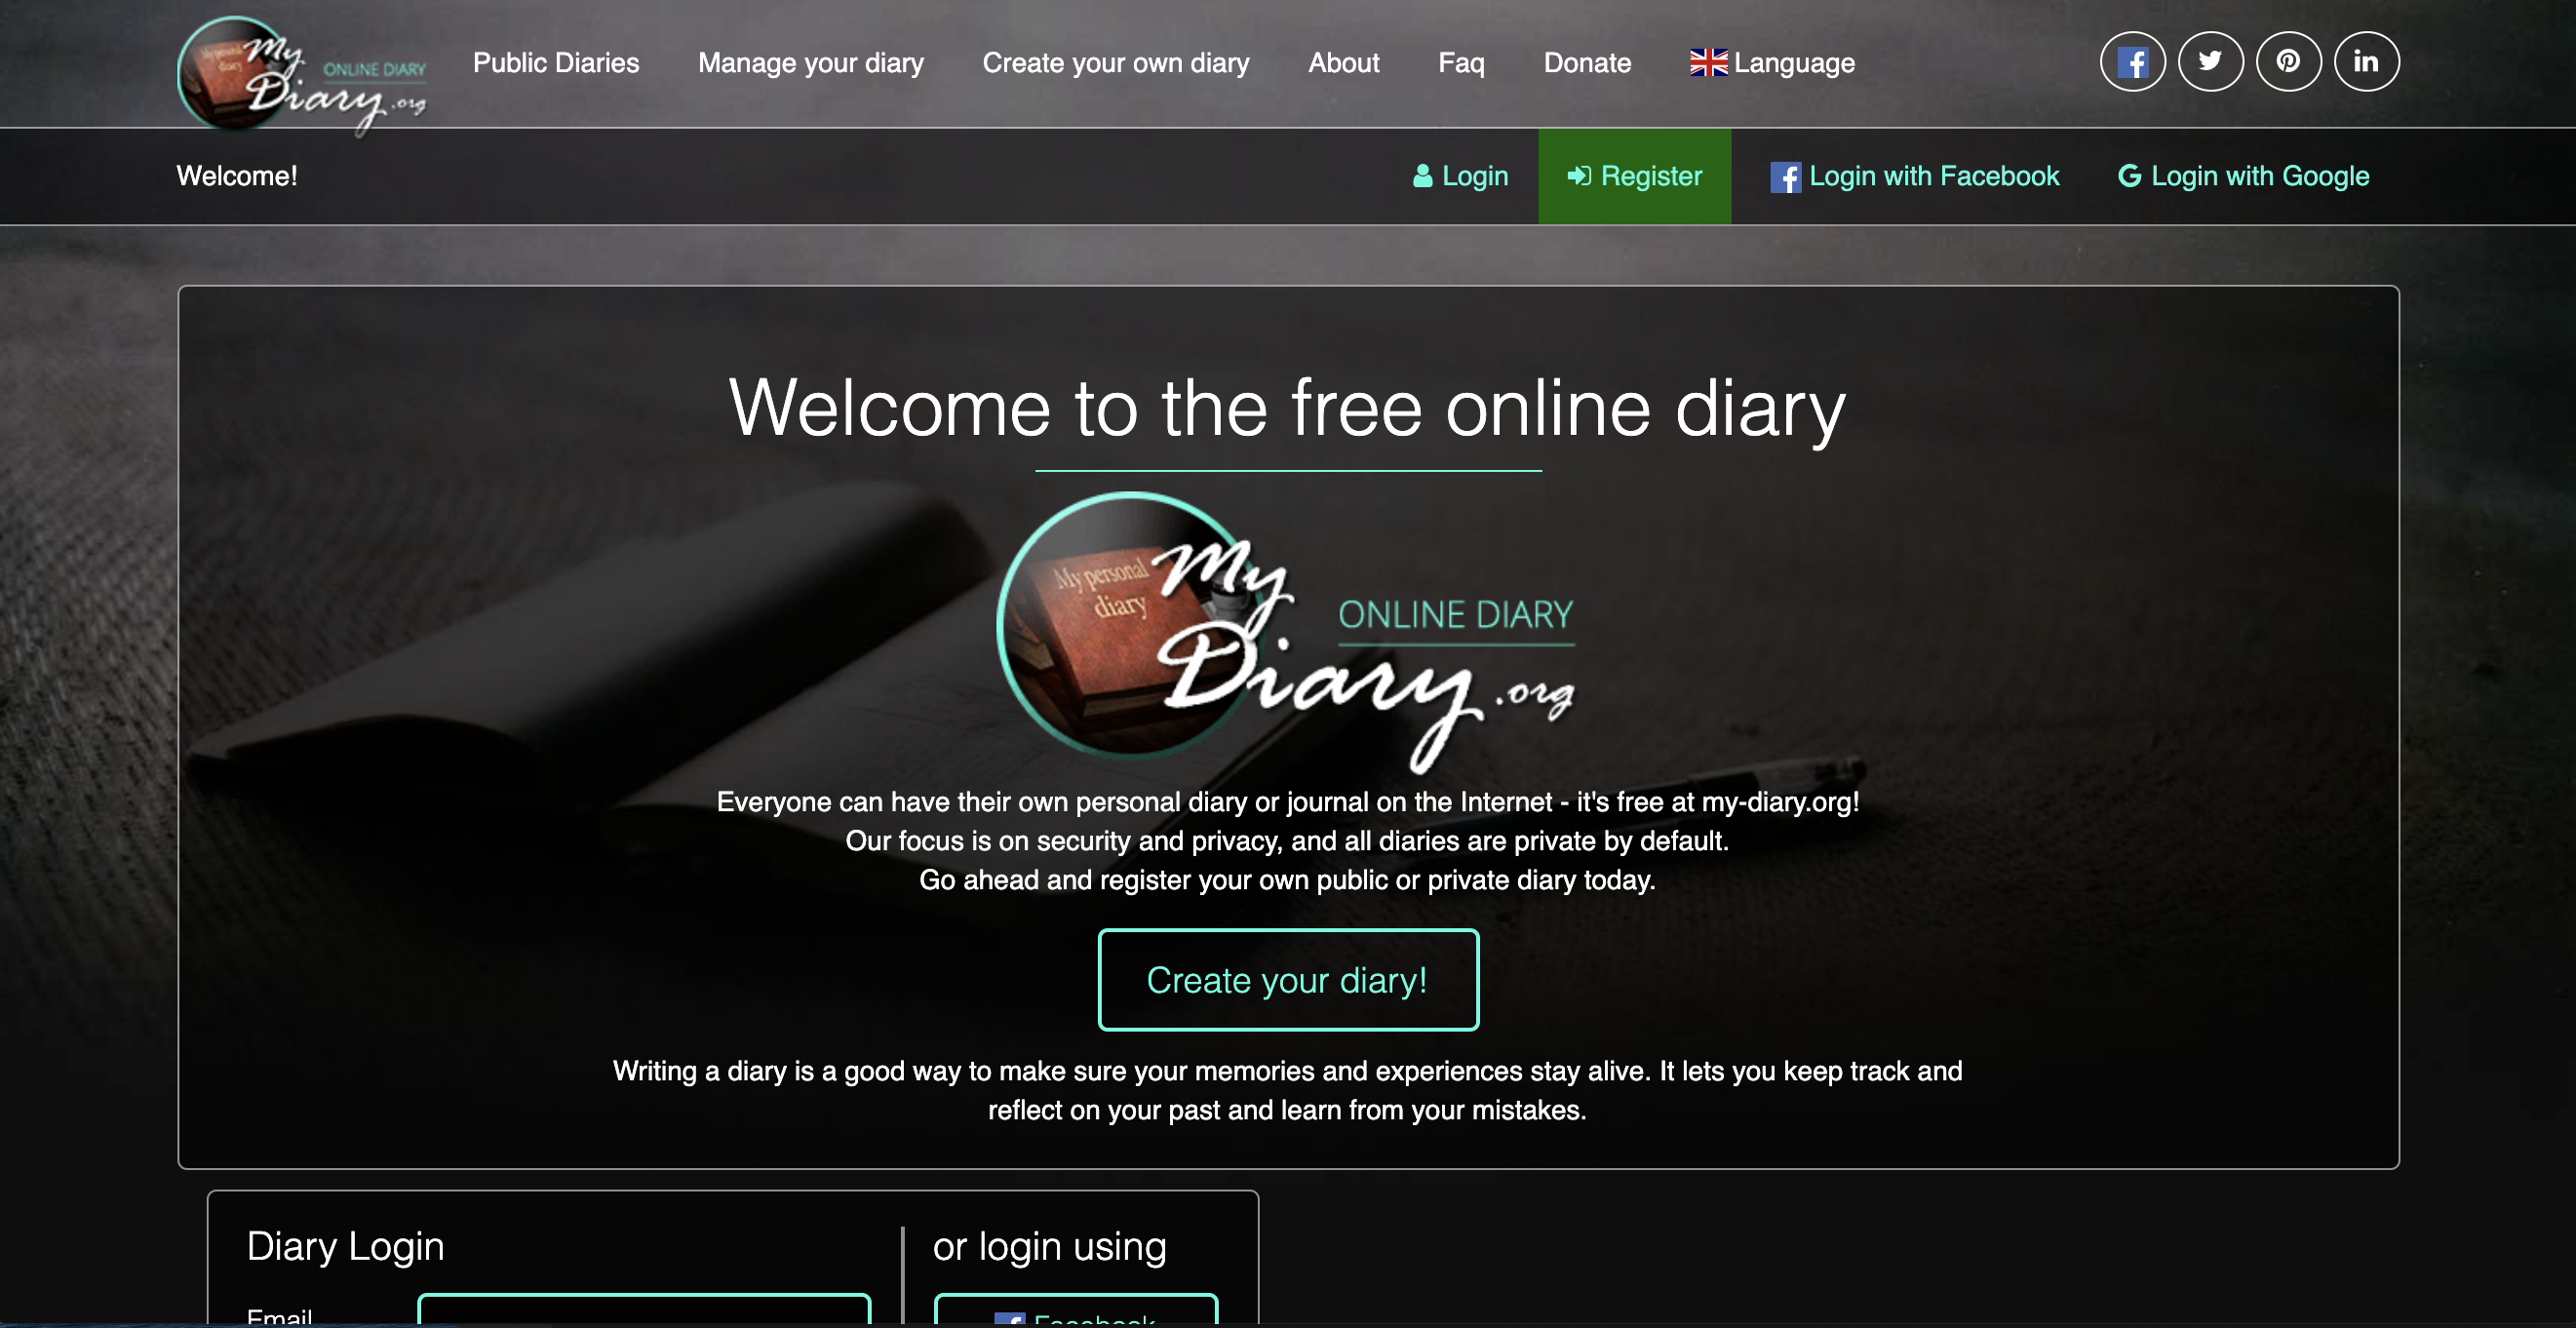 My personal diary
My
ONLINE DIARY
Diary.org
Public Diaries
Manage your diary
Create your own diary
About
Faq
Donate
Language
Welcome!
Login
Register
Login with Facebook
Login with Google
Welcome to the free online diary
My personal
diary
My
ONLINE DIARY
Diary.org
Everyone can have their own personal diary or journal on the Internet - it's free at my-diary.org!
Our focus is on security and privacy, and all diaries are private by default.
Go ahead and register your own public or private diary today.
Create your diary!
Writing a diary is a good way to make sure your memories and experiences stay alive. It lets you keep track and
reflect on your past and learn from your mistakes.
Diary Login
or login using
Email
Facebook